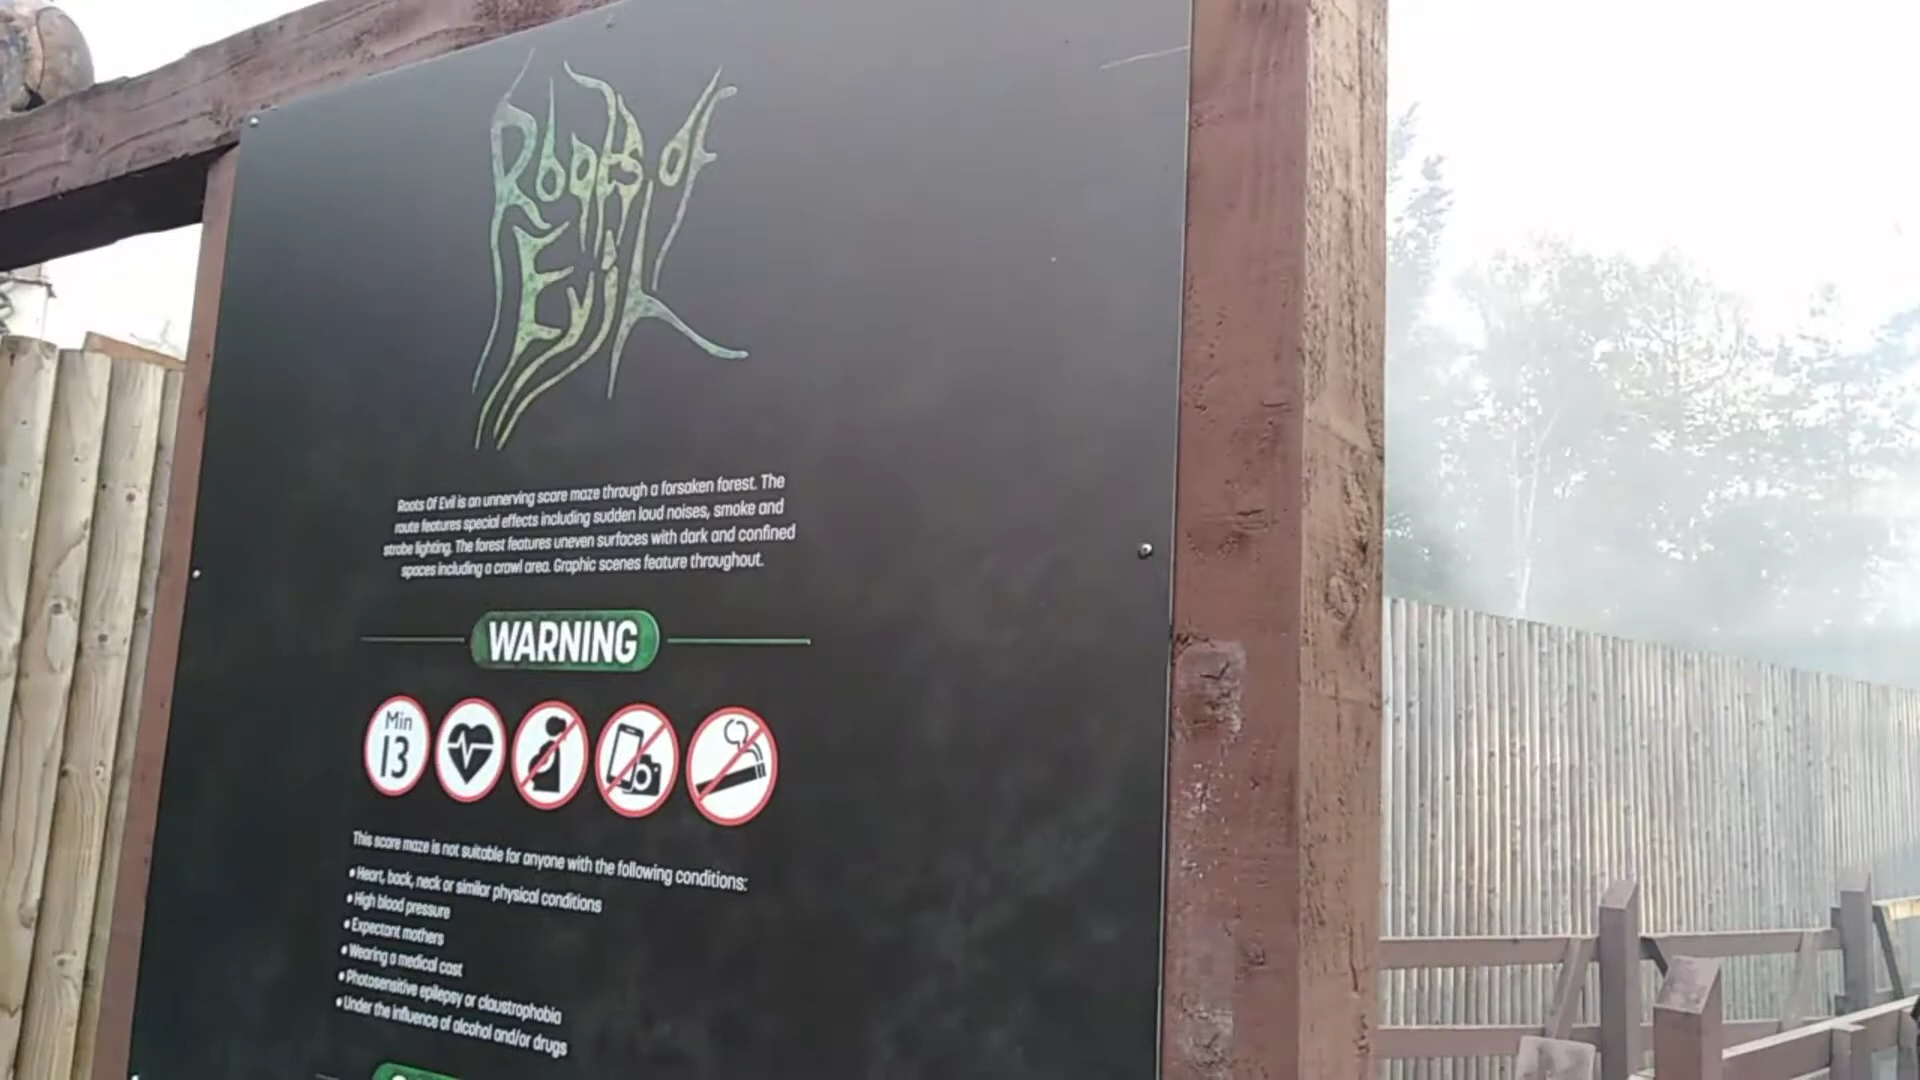 Roots of
Evil
Roots Of Evil is an unnerving scare maze through a forsaken forest. The
route features special effects including sudden loud noises, smoke and
strobe lighting. The forest features uneven surfaces with dark and confined
spaces including a crawl area. Graphic scenes feature throughout.
WARNING
Min
13
This scare maze is not suitable for anyone with the following conditions:
• Heart, back, neck or similar physical conditions
• High blood pressure
• Expectant mothers
• Wearing a medical cast
• Photosensitive epilepsy or claustrophobia
• Under the influence of alcohol and/or drugs